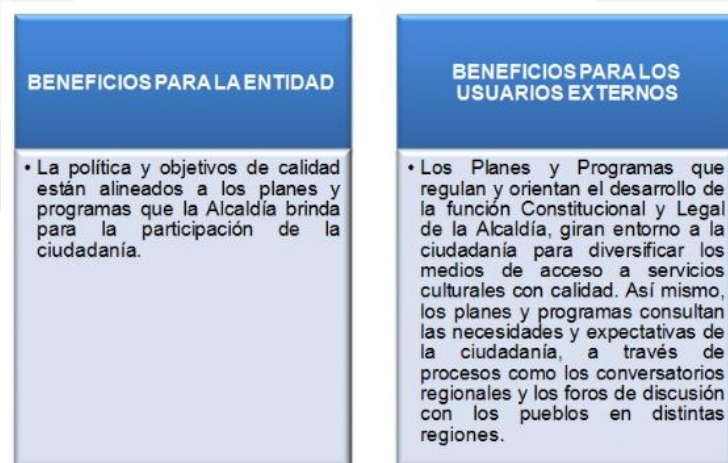 BENEFICIOS PARA LA ENTIDAD
• La política y objetivos de calidad
están alineados a los planes y
programas que la Alcaldía brinda
para la participación de la
ciudadanía.
BENEFICIOS PARA LOS
USUARIOS EXTERNOS
• Los Planes y Programas que
regulan y orientan el desarrollo de
la función Constitucional y Legal
de la Alcaldía, giran entorno a la
ciudadanía para diversificar los
medios de acceso a servicios
culturales con calidad. Así mismo,
los planes y programas consultan
las necesidades y expectativas de
la ciudadanía, a través de
procesos como los conversatorios
regionales y los foros de discusión
con los pueblos en distintas
regiones.